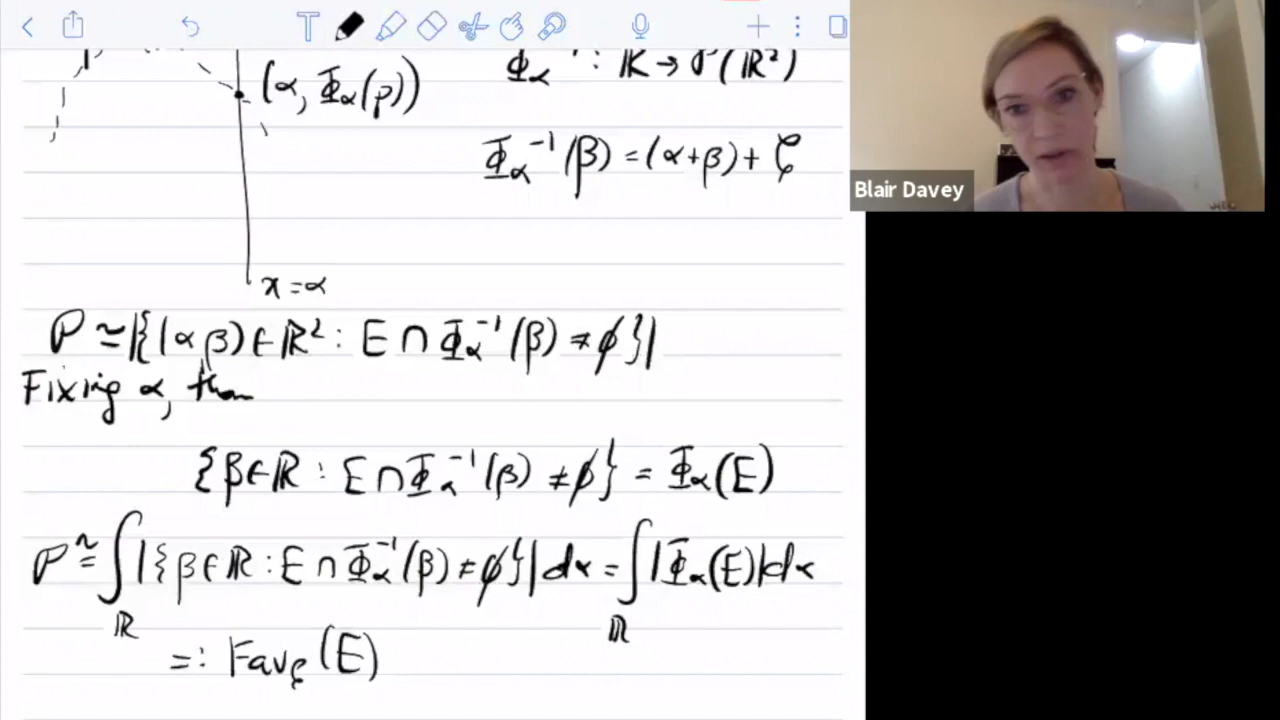 (α, Φ_α(p))
Φ_α^{-1} : ℝ → P(ℝ²)
Φ_α^{-1}(β) = (α+β) + ζ
Blair Davey
x = α
P ≃ |{(α,β) ∈ ℝ² : E ∩ Φ_α^{-1}(β) ≠ ∅}|
Fixing α, then
{β ∈ ℝ : E ∩ Φ_α^{-1}(β) ≠ ∅} = Φ_α(E)
P ≃ ∫_ℝ |{β ∈ ℝ : E ∩ Φ_α^{-1}(β) ≠ ∅}| dα = ∫_ℝ |Φ_α(E)| dα
=: Fav_ζ(E)